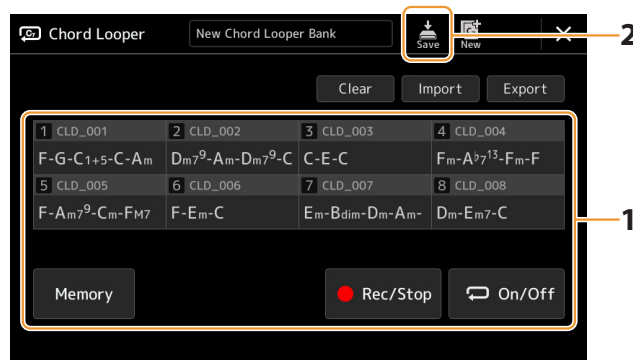 Chord Looper New Chord Looper Bank Save New 2
Clear Import Export
1 CLD_001 2 CLD_002 3 CLD_003 4 CLD_004
F-G-C1+5-C-Am Dm7⁹-Am-Dm7⁹-C C-E-C Fm-A♭7¹³-Fm-F
5 CLD_005 6 CLD_006 7 CLD_007 8 CLD_008
F-Am7⁹-Cm-FM7 F-Em-C Em-Bdim-Dm-Am- Dm-Em7-C
1
Memory Rec/Stop On/Off